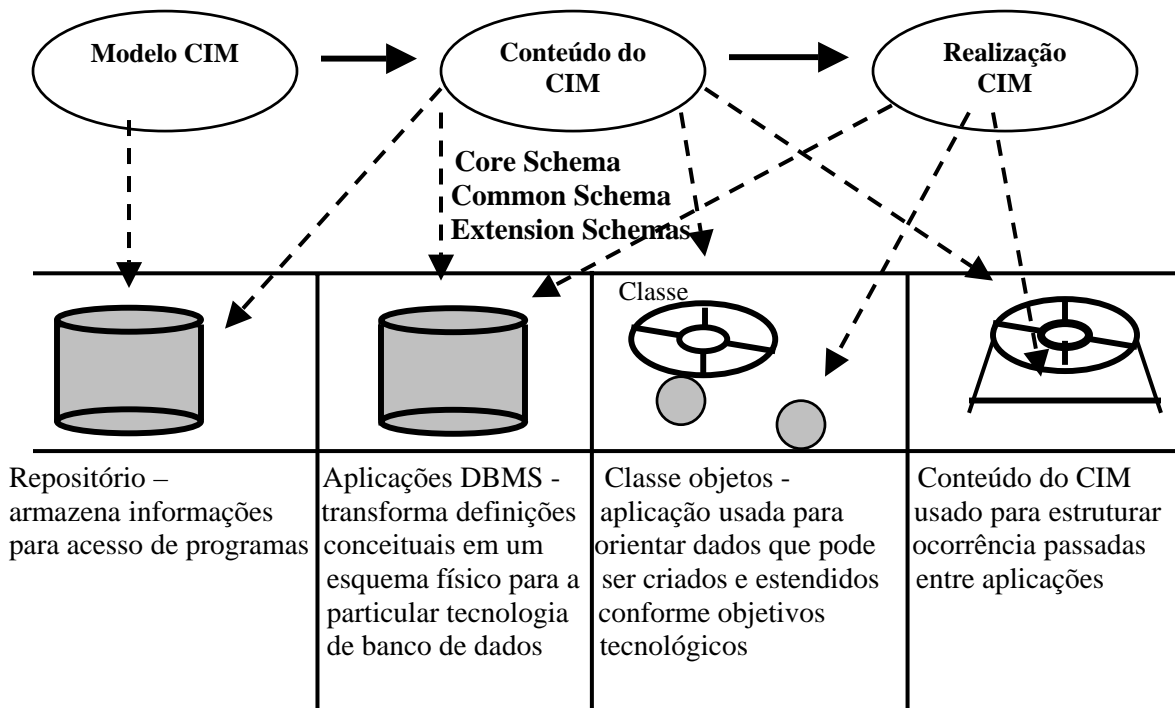 Modelo CIM
Conteúdo do
CIM
Realização
CIM
Core Schema
Common Schema
Extension Schemas
Classe
Repositório –
armazena informações
para acesso de programas
Aplicações DBMS -
transforma definições
conceituais em um
esquema físico para a
particular tecnologia
de banco de dados
Classe objetos -
aplicação usada para
orientar dados que pode
ser criados e estendidos
conforme objetivos
tecnológicos
Conteúdo do CIM
usado para estruturar
ocorrência passadas
entre aplicações